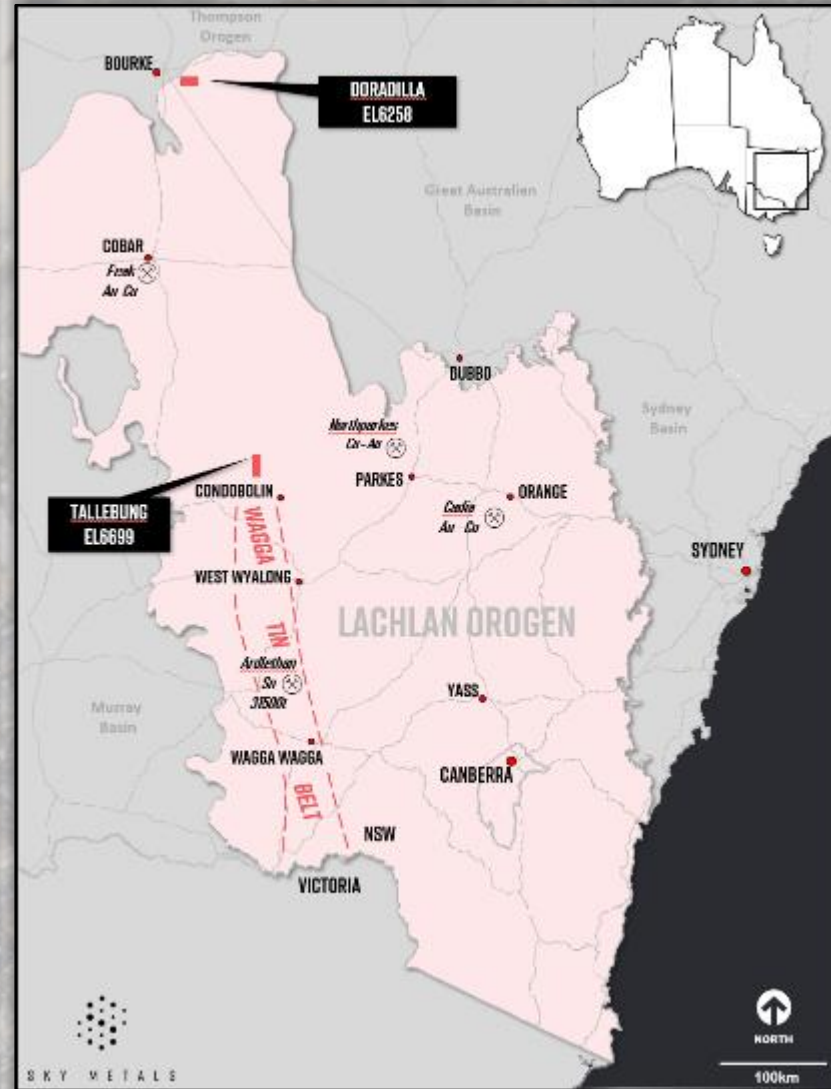 Thompson
Orogen
BOURKE
DORADILLA
EL6258
Great Australian
Basin
COBAR
Au Cu
DUBBO
Sydney
Basin
Northparkes
Cu-Au
PARKES
TALLEBUNG
EL6699
CONDOBOLIN
ORANGE
Cadia
Au Cu
WAGGA
SYDNEY
WEST WYALONG
LACHLAN OROGEN
TIN
Ardlethan
Sn
31500t
YASS
Murray
Basin
WAGGA WAGGA
CANBERRA
BELT
NSW
VICTORIA
NORTH
SKY METALS
100km